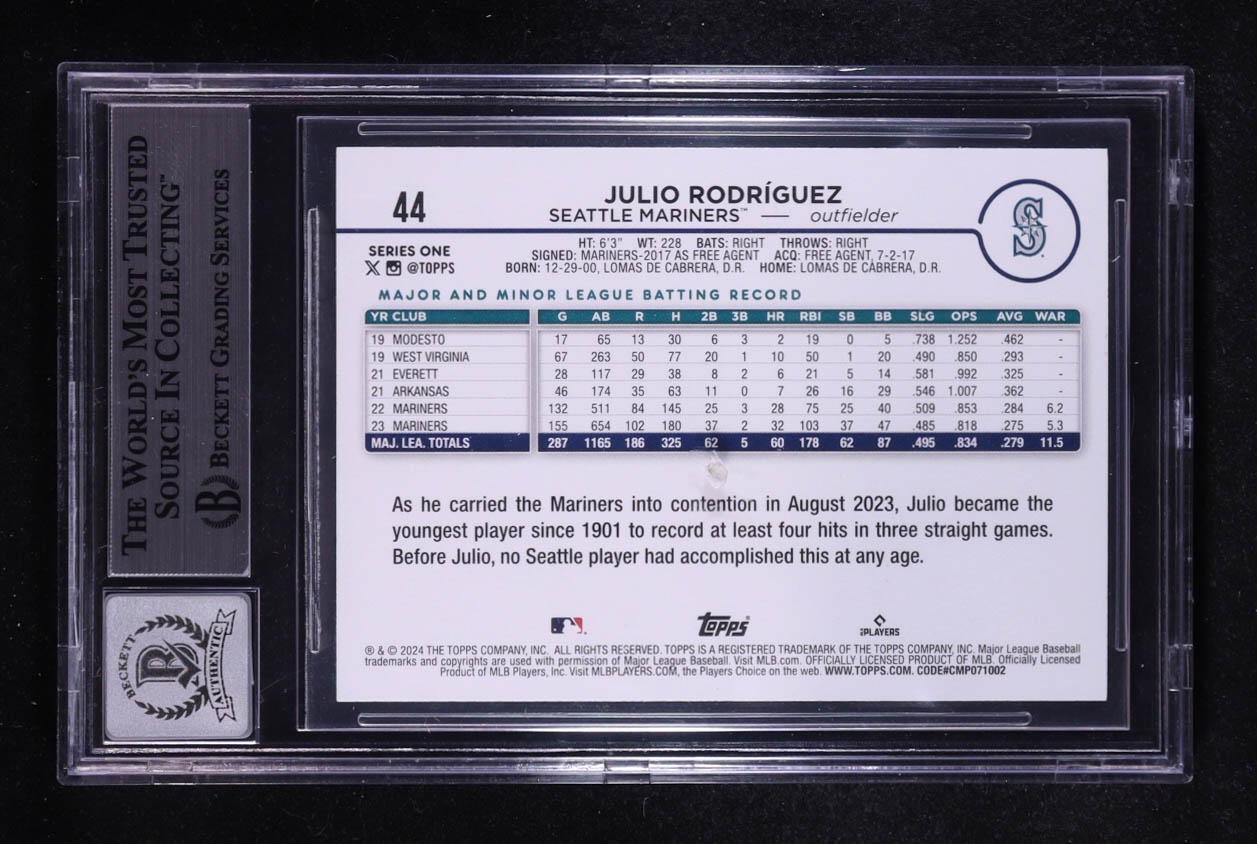 THE WORLD'S MOST TRUSTED
SOURCE IN COLLECTING™
B BECKETT GRADING SERVICES
BECKETT
AUTHENTIC
44
JULIO RODRÍGUEZ
SEATTLE MARINERS™ — outfielder
S
SERIES ONE
X @TOPPS
HT: 6'3" WT: 228 BATS: RIGHT THROWS: RIGHT
SIGNED: MARINERS-2017 AS FREE AGENT ACQ: FREE AGENT, 7-2-17
BORN: 12-29-00, LOMAS DE CABRERA, D.R. HOME: LOMAS DE CABRERA, D.R.
MAJOR AND MINOR LEAGUE BATTING RECORD
YR CLUB G AB R H 2B 3B HR RBI SB BB SLG OPS AVG WAR
19 MODESTO 17 65 13 30 6 3 2 19 0 5 .738 1.252 .462 -
19 WEST VIRGINIA 67 263 50 77 20 1 10 50 1 20 .490 .850 .293 -
21 EVERETT 28 117 29 38 8 2 6 21 5 14 .581 .992 .325 -
21 ARKANSAS 46 174 35 63 11 0 7 26 16 29 .546 1.007 .362 -
22 MARINERS 132 511 84 145 25 3 28 75 25 40 .509 .853 .284 6.2
23 MARINERS 155 654 102 180 37 2 32 103 37 47 .485 .818 .275 5.3
MAJ. LEA. TOTALS 287 1165 186 325 62 5 60 178 62 87 .495 .834 .279 11.5
As he carried the Mariners into contention in August 2023, Julio became the
youngest player since 1901 to record at least four hits in three straight games.
Before Julio, no Seattle player had accomplished this at any age.
TOPPS
PLAYERS
® & © 2024 THE TOPPS COMPANY, INC. ALL RIGHTS RESERVED. TOPPS IS A REGISTERED TRADEMARK OF THE TOPPS COMPANY, INC. Major League Baseball
trademarks and copyrights are used with permission of Major League Baseball. Visit MLB.com. OFFICIALLY LICENSED PRODUCT OF MLB. Officially Licensed
Product of MLB Players, Inc. Visit MLBPLAYERS.COM, the Players Choice on the web. WWW.TOPPS.COM. CODE#CMP071002